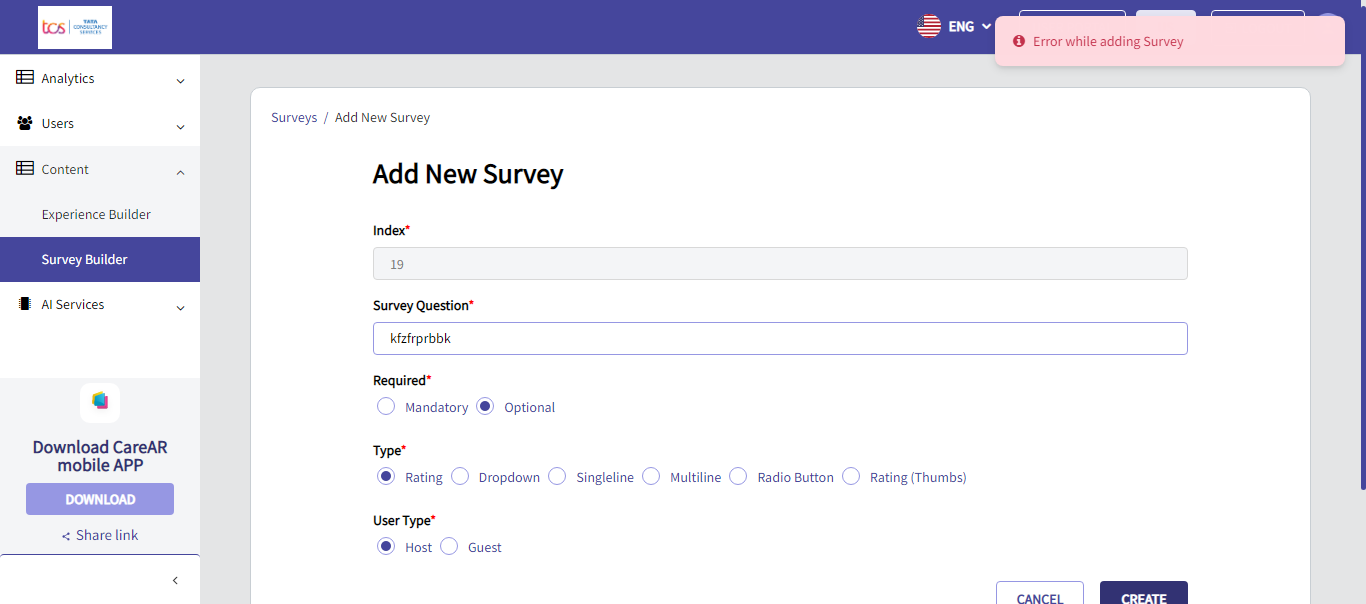 tcs
TATA
CONSULTANCY
SERVICES
ENG
Error while adding Survey
Analytics
Users
Content
Experience Builder
Survey Builder
AI Services
Download CareAR
mobile APP
DOWNLOAD
Share link
Surveys / Add New Survey
Add New Survey
Index*
19
Survey Question*
kfzfrprbbk
Required*
Mandatory Optional
Type*
Rating Dropdown Singleline Multiline Radio Button Rating (Thumbs)
User Type*
Host Guest
CANCEL CREATE